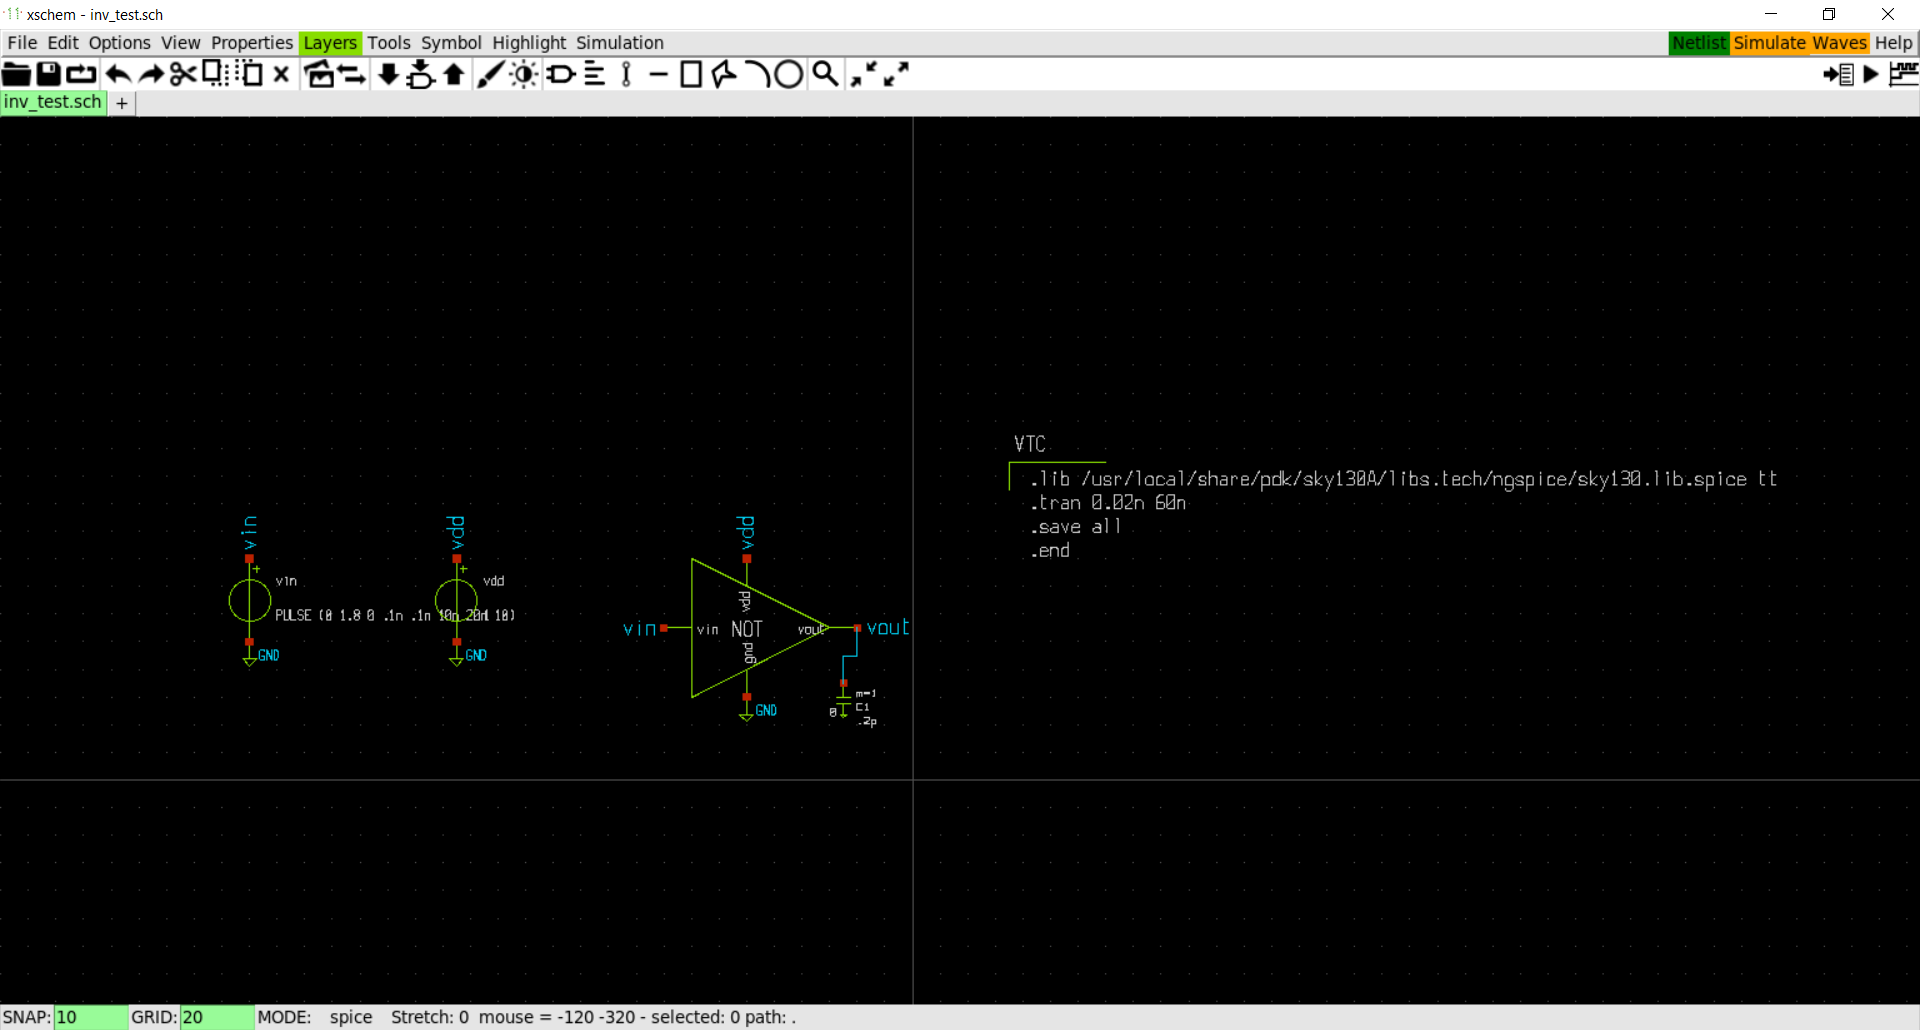 xschem - inv_test.sch
File Edit Options View Properties Layers Tools Symbol Highlight Simulation Netlist Simulate Waves Help
inv_test.sch +
VTC
.lib /usr/local/share/pdk/sky130A/libs.tech/ngspice/sky130.lib.spice tt
.tran 0.02n 60n
.save all
.end
vin
vdd
vdd
+
vin
+
vdd
PULSE (0 1.8 0 .1n .1n 10n 20n 10)
GND
GND
vin
vdd
vin
NOT
vout
gnd
vout
GND
m=1
C1
0
.2p
SNAP: 10 GRID: 20 MODE: spice Stretch: 0 mouse = -120 -320 - selected: 0 path: .